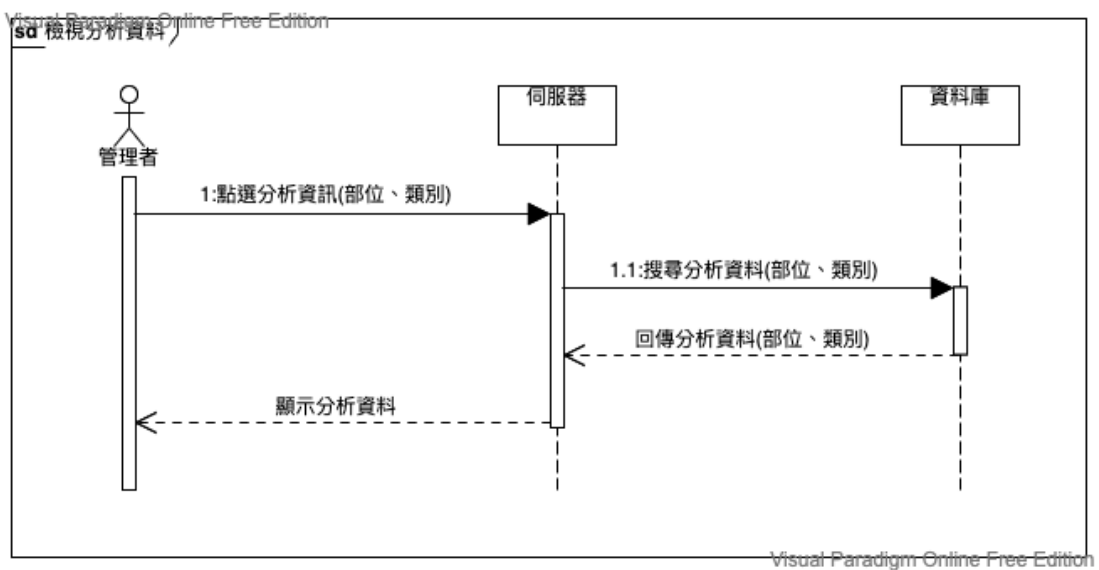 Visual Paradigm Online Free Edition
sd 檢視分析資料
伺服器
資料庫
管理者
1:點選分析資訊(部位、類別)
1.1:搜尋分析資料(部位、類別)
回傳分析資料(部位、類別)
顯示分析資料
Visual Paradigm Online Free Edition